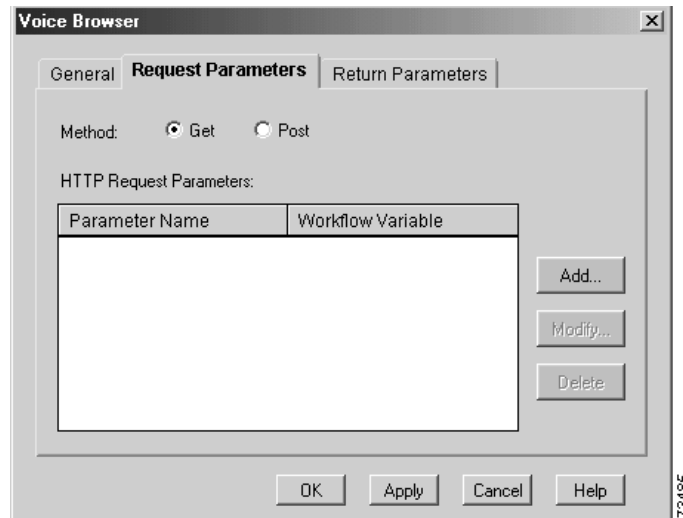 Voice Browser
General Request Parameters Return Parameters
Method: Get Post
HTTP Request Parameters:
Parameter Name Workflow Variable
Add...
Modify...
Delete
OK Apply Cancel Help
73485